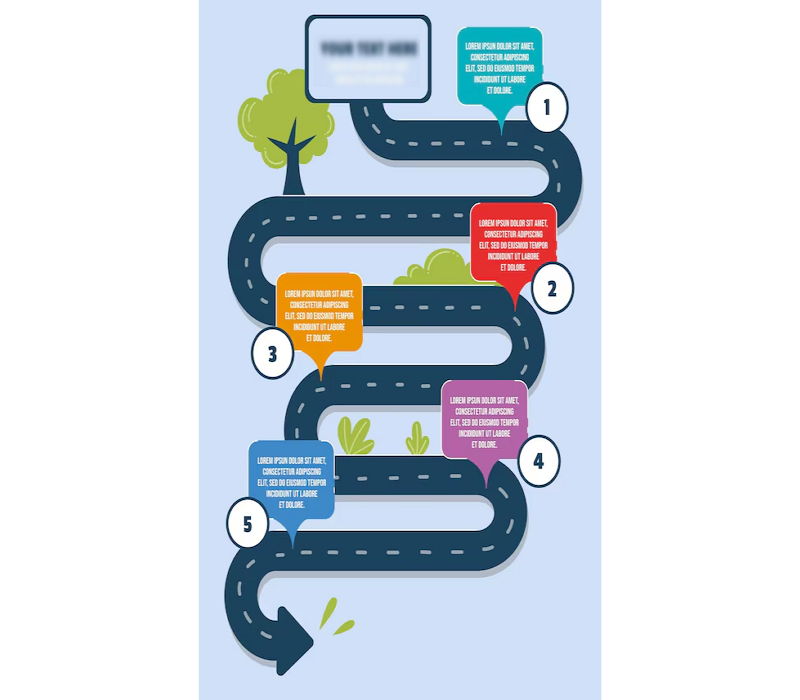 YOUR TEXT HERE
LOREM IPSUM DOLOR SIT AMET,
CONSECTETUR ADIPISCING
ELIT, SED DO EIUSMOD TEMPOR
INCIDIDUNT UT LABORE
ET DOLORE.
1
LOREM IPSUM DOLOR SIT AMET,
CONSECTETUR ADIPISCING
ELIT, SED DO EIUSMOD TEMPOR
INCIDIDUNT UT LABORE
ET DOLORE.
2
LOREM IPSUM DOLOR SIT AMET,
CONSECTETUR ADIPISCING
ELIT, SED DO EIUSMOD TEMPOR
INCIDIDUNT UT LABORE
ET DOLORE.
3
LOREM IPSUM DOLOR SIT AMET,
CONSECTETUR ADIPISCING
ELIT, SED DO EIUSMOD TEMPOR
INCIDIDUNT UT LABORE
ET DOLORE.
4
LOREM IPSUM DOLOR SIT AMET,
CONSECTETUR ADIPISCING
ELIT, SED DO EIUSMOD TEMPOR
INCIDIDUNT UT LABORE
ET DOLORE.
5